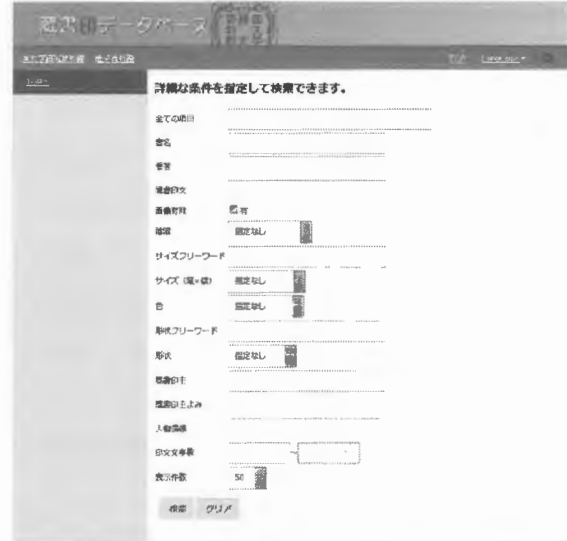 蔵書印データベース
詳細な条件を指定して検索できます。
全ての項目
書名
著者
蔵書印文
画像有無 有
指定なし
サイズフリーワード
サイズ（縦×横） 指定なし
色 指定なし
形状フリーワード
形状 指定なし
蔵書印主
蔵書印主よみ
人物情報
印文文字数 ~
表示件数 50
検索 クリア